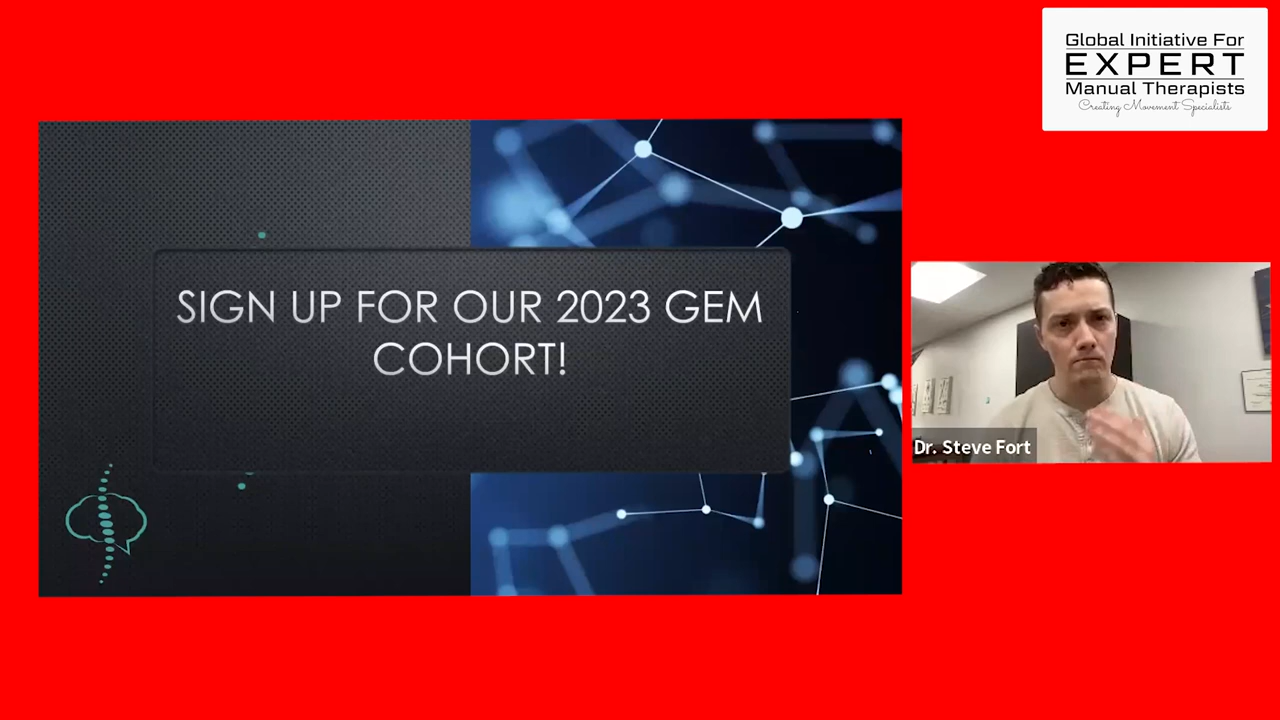 Global Initiative For
EXPERT
Manual Therapists
Creating Movement Specialists
SIGN UP FOR OUR 2023 GEM
COHORT!
Dr. Steve Fort